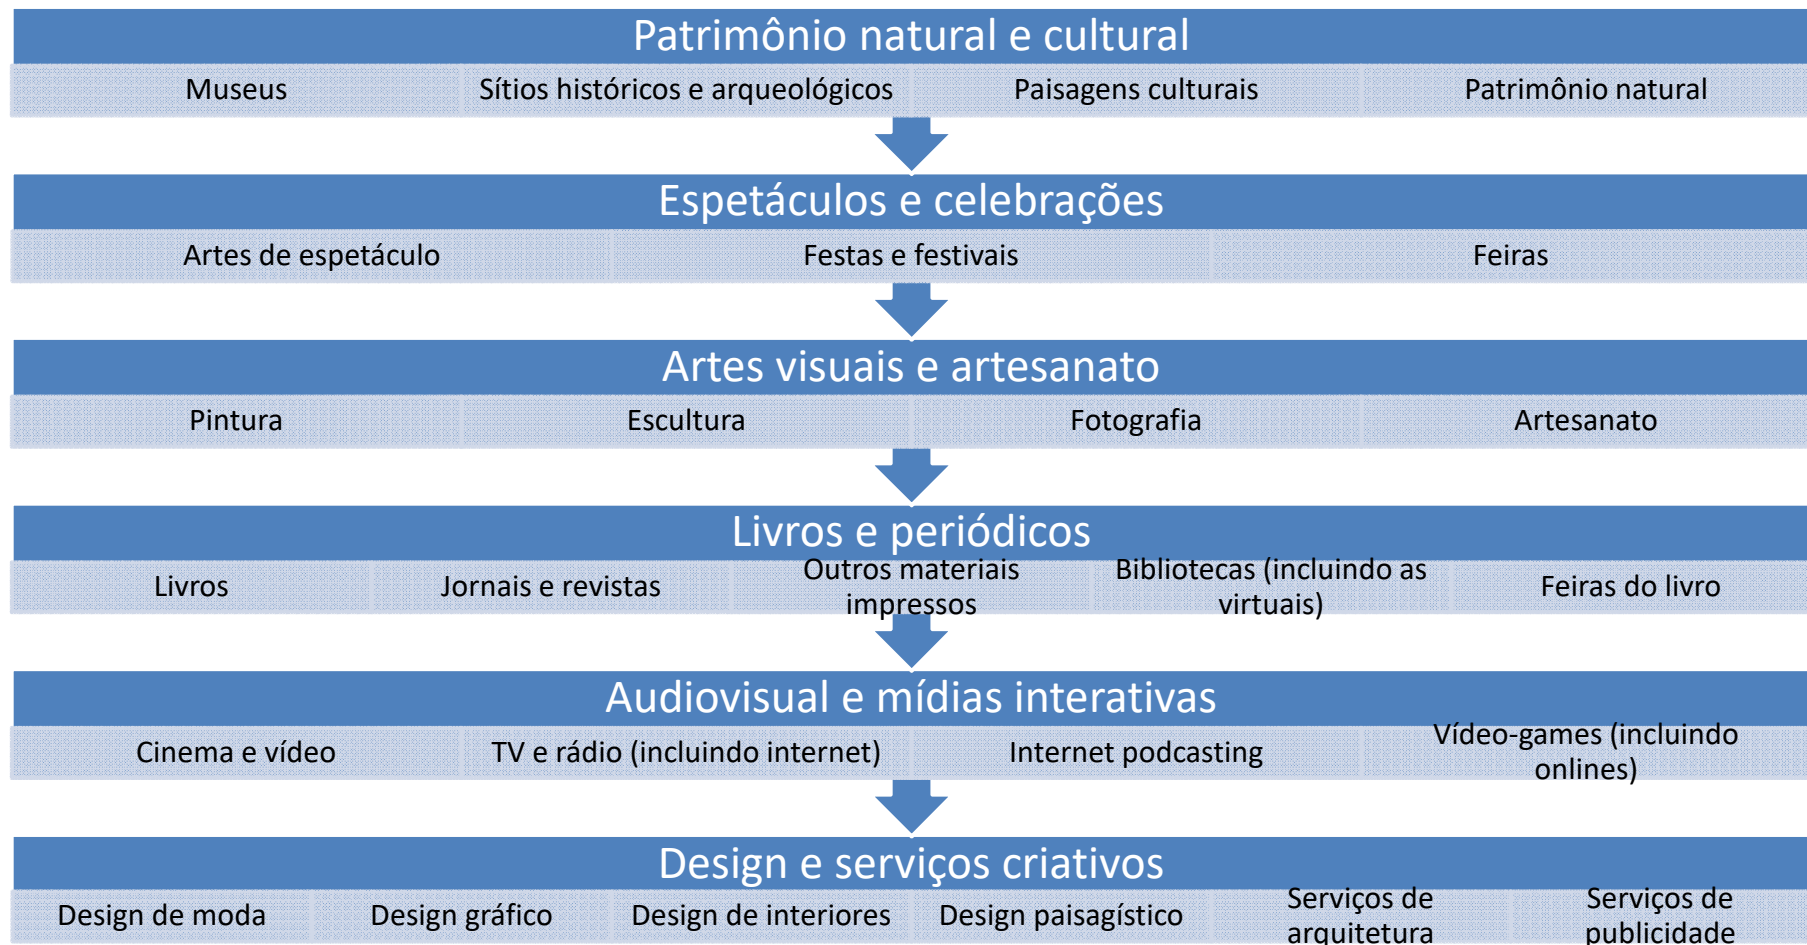 Patrimônio natural e cultural
Museus
Sítios históricos e arqueológicos
Paisagens culturais
Patrimônio natural
Espetáculos e celebrações
Artes de espetáculo
Festas e festivais
Feiras
Artes visuais e artesanato
Pintura
Escultura
Fotografia
Artesanato
Livros e periódicos
Livros
Jornais e revistas
Outros materiais
impressos
Bibliotecas (incluindo as
virtuais)
Feiras do livro
Audiovisual e mídias interativas
Cinema e vídeo
TV e rádio (incluindo internet)
Internet podcasting
Vídeo-games (incluindo
onlines)
Design e serviços criativos
Design de moda
Design gráfico
Design de interiores
Design paisagístico
Serviços de
arquitetura
Serviços de
publicidade